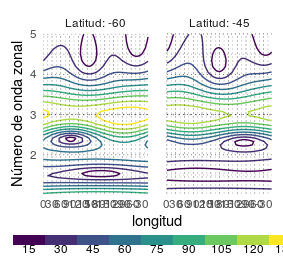 Latitud: -60
Latitud: -45
Número de onda zonal
5
4
3
2
longitud
15 30 45 60 75 90 105 120